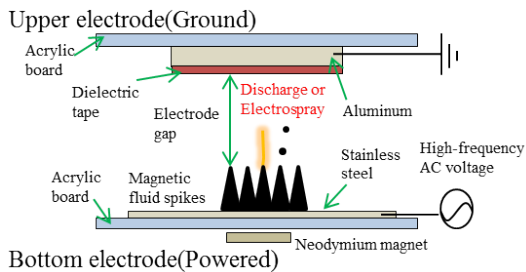 Upper electrode(Ground)
Acrylic
board
Dielectric
tape
Electrode
gap
Discharge or
Electrospray
Aluminum
High-frequency
AC voltage
Stainless
steel
Acrylic
board
Magnetic
fluid spikes
Neodymium magnet
Bottom electrode(Powered)